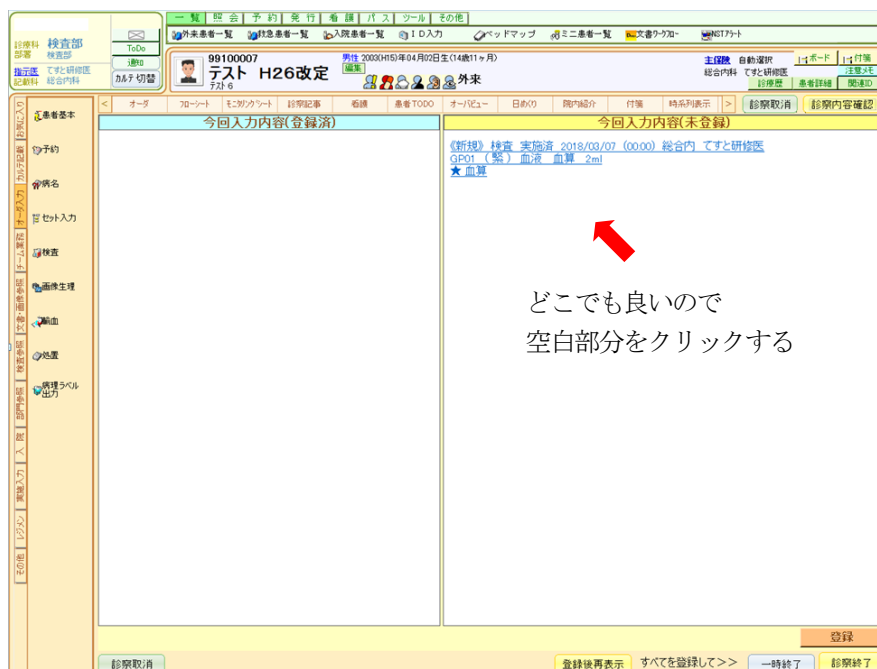 一 覧 照 会 予 約 発 行 看 護 パ ス ツール その他
外来患者一覧 救急患者一覧 入院患者一覧 ＩＤ入力 ベッドマップ ミニ患者一覧 文書ワークフロー NSTアラート
診療科 検査部
部署 検査部
指示医 てすと研修医
記載科 総合内科
ToDo
通知
カルテ切替
99100007
テスト H26改定
テスト６
男性 2003(H15)年04月02日生(14歳11ヶ月)
編集
外来
主保険 自動選択
総合内科 てすと研修医
ボード 付箋
注意メモ
診療歴 患者詳細 関連ID
< オーダ フローシート モニタリングシート 診察記事 看護 患者TODO オーバビュー 日めくり 院内紹介 付箋 時系列表示 > 診察取消 診察内容確認
お気に入り
カルテ記載
オーダ入力
チーム業務
文書・画像参照
検査参照
部門参照
入 院
実施入力
レジメン
その他
患者基本
予約
病名
セット入力
検査
画像生理
輸血
処置
病理ラベル
出力
今回入力内容(登録済)
今回入力内容(未登録)
《新規》 検査 実施済 2018/03/07 (00:00) 総合内 てすと研修医
GP01 （緊） 血液 血算 2ml
★ 血算
どこでも良いので
空白部分をクリックする
登録
診察取消 登録後再表示 すべてを登録して>> 一時終了 診察終了